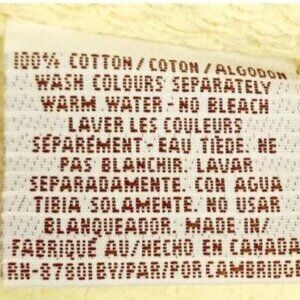 100% COTTON/COTON/ALGODON
WASH COLOURS SEPARATELY
WARM WATER-NO BLEACH
LAVER LES COULEURS
SÉPARÉMENT-EAU TIÈDE. NE
PAS BLANCHIR. LAVAR
SEPARADAMENTE. CON AGUA
TIBIA SOLAMENTE. NO USAR
BLANQUEADOR. MADE IN/
FABRIQUÉ AU/HECHO EN CANADA
RN-87801BY/PAR/POR CAMBRIDGE